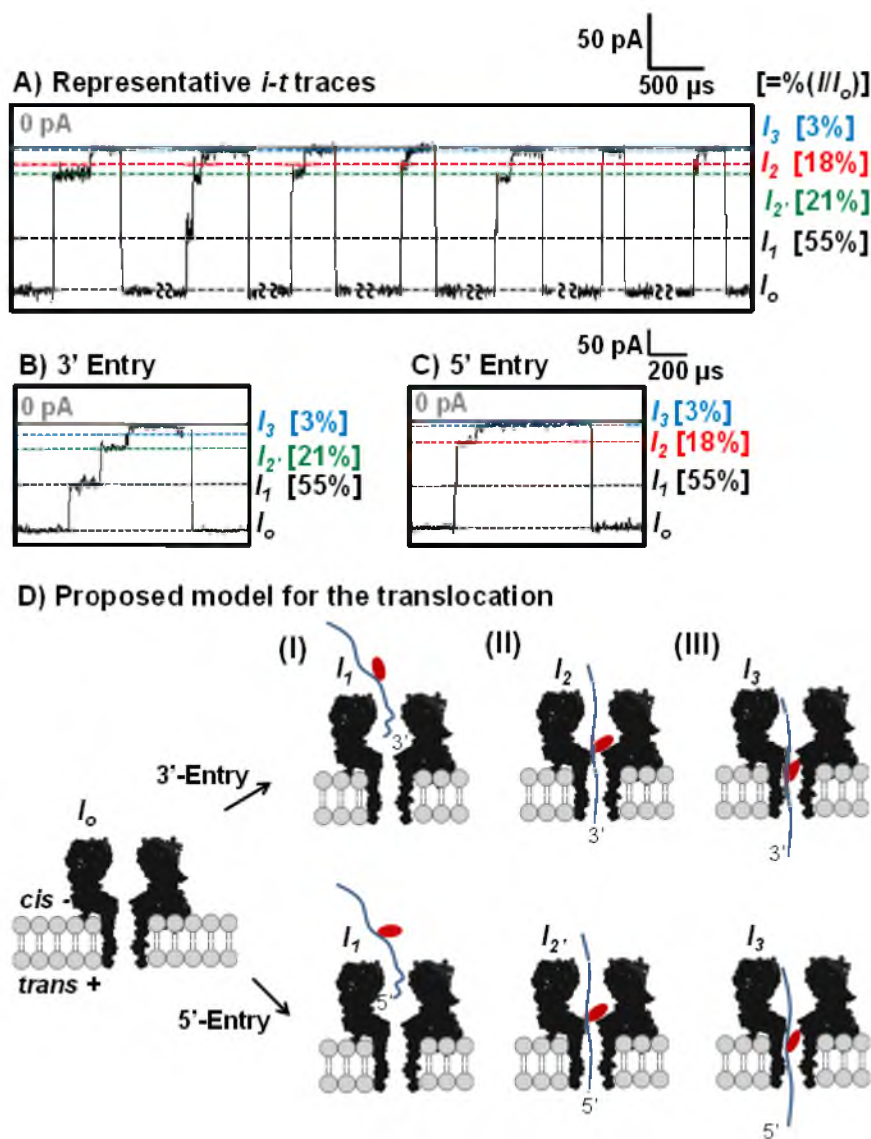 50 pA
500 µs
A) Representative i-t traces
[=%(I/Io)]
0 pA
I3 [3%]
I2 [18%]
I2' [21%]
I1 [55%]
Io
50 pA
200 µs
B) 3' Entry
C) 5' Entry
0 pA
I3 [3%]
I2' [21%]
I1 [55%]
Io
0 pA
I3 [3%]
I2 [18%]
I1 [55%]
Io
D) Proposed model for the translocation
(I)
(II)
(III)
I1
I2
I3
3'
3'-Entry
3'
3'
Io
cis -
trans +
I1
I2'
I3
5'
5'-Entry
5'
5'